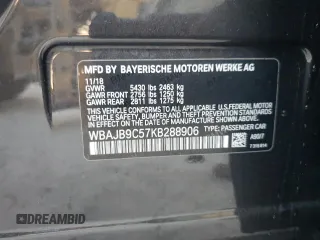 MFD BY BAYERISCHE MOTOREN WERKE AG
11/18
GVWR 5430 lbs 2463 kg
GAWR FRONT 2756 lbs 1250 kg
GAWR REAR 2811 lbs 1275 kg
THIS VEHICLE CONFORMS TO ALL APPLICABLE FEDERAL MOTOR
VEHICLE SAFETY, BUMPER, AND THEFT PREVENTION
STANDARDS IN EFFECT ON THE DATE OF MANUFACTURE
SHOWN ABOVE.
WBAJB9C57KB288906 TYPE: PASSENGER CAR
A90/7
DREAMBID